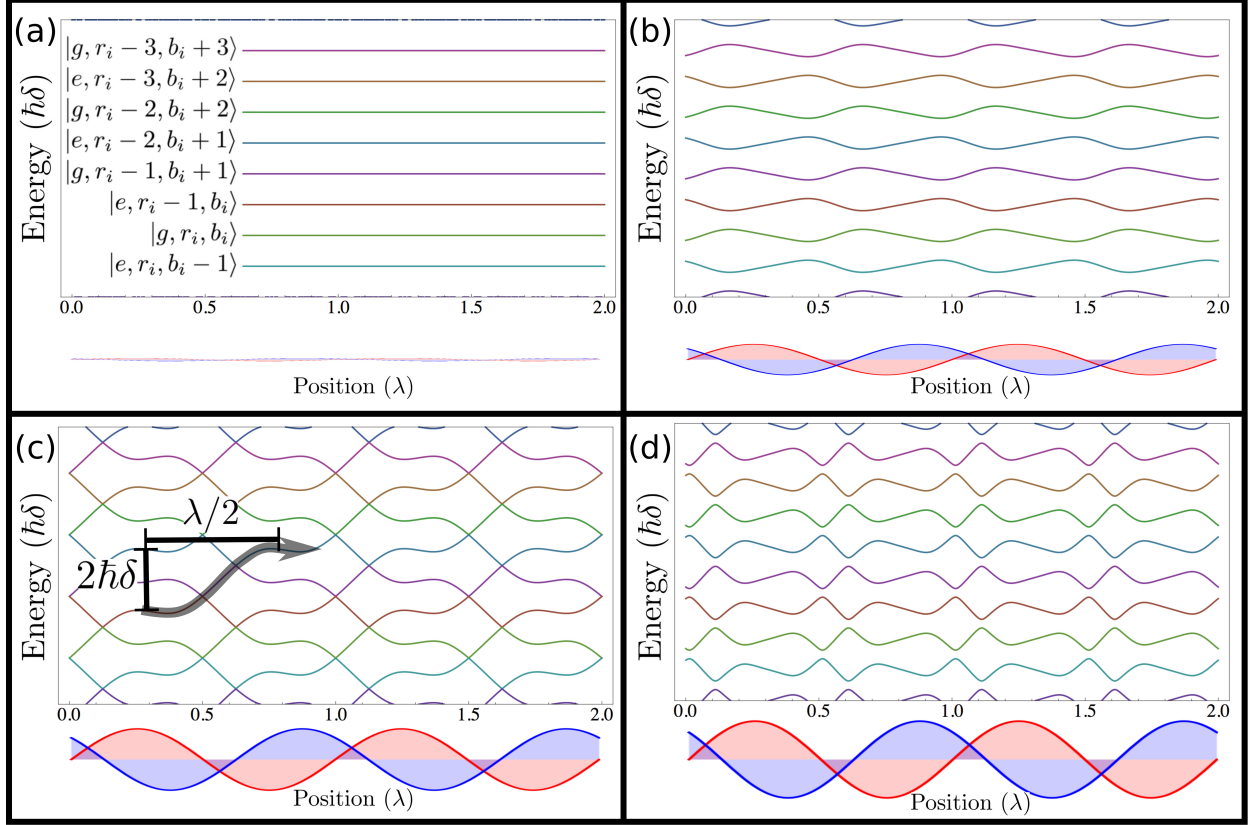 (a)
|g, r_i − 3, b_i + 3⟩
|e, r_i − 3, b_i + 2⟩
|g, r_i − 2, b_i + 2⟩
|e, r_i − 2, b_i + 1⟩
|g, r_i − 1, b_i + 1⟩
|e, r_i − 1, b_i⟩
|g, r_i, b_i⟩
|e, r_i, b_i − 1⟩
Energy (ħδ)
0.0 0.5 1.0 1.5 2.0
Position (λ)
(b)
Energy (ħδ)
0.0 0.5 1.0 1.5 2.0
Position (λ)
(c)
λ/2
2ħδ
Energy (ħδ)
0.0 0.5 1.0 1.5 2.0
Position (λ)
(d)
Energy (ħδ)
0.0 0.5 1.0 1.5 2.0
Position (λ)